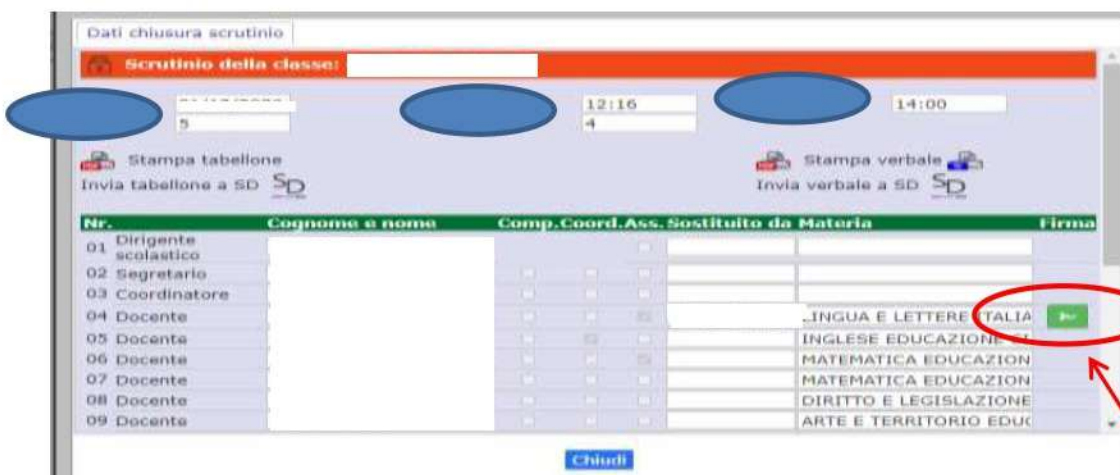 Dati chiusura scrutinio
Scrutinio della classe:
12:16
14:00
5
4
Stampa tabellone
Stampa verbale
Invia tabellone a SD SD
Invia verbale a SD SD
Nr. Cognome e nome Comp. Coord. Ass. Sostituito da Materia Firma
01 Dirigente scolastico
02 Segretario
03 Coordinatore
04 Docente LINGUA E LETTERE ITALIA
05 Docente INGLESE EDUCAZIONE
06 Docente MATEMATICA EDUCAZION
07 Docente MATEMATICA EDUCAZION
08 Docente DIRITTO E LEGISLAZIONE
09 Docente ARTE E TERRITORIO EDUC
Chiudi